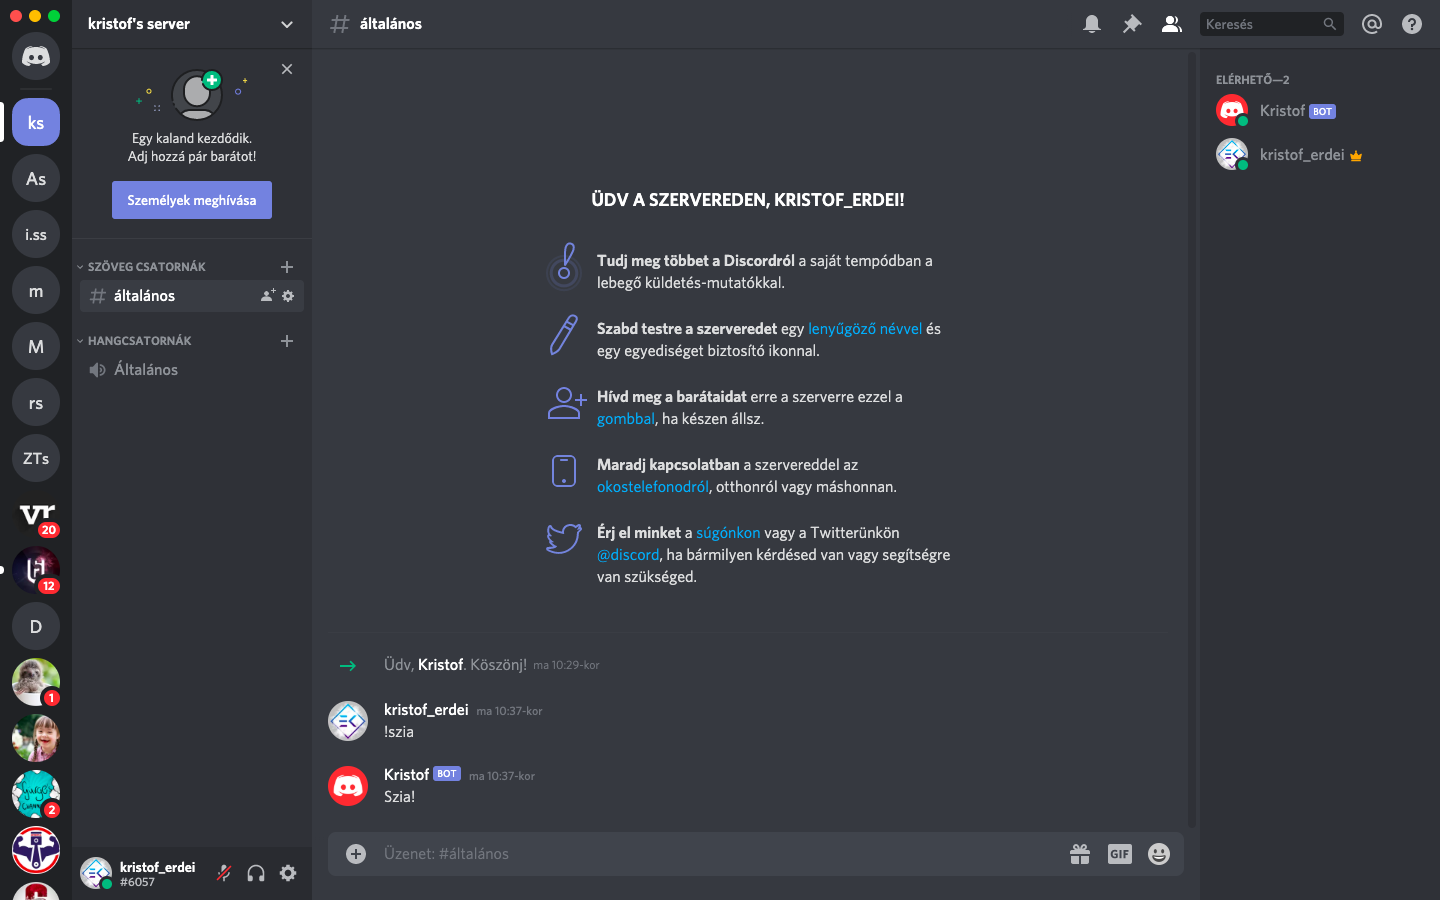 kristof's server
Egy kaland kezdődik.
Adj hozzá pár barátot!
Személyek meghívása
SZÖVEG CSATORNÁK
általános
HANGCSATORNÁK
Általános
ks
As
i.ss
m
M
rs
ZTs
vr
20
12
D
1
2
kristof_erdei
#6057
# általános
Keresés
ÜDV A SZERVEREDEN, KRISTOF_ERDEI!
Tudj meg többet a Discordról a saját tempódban a
lebegő küldetés-mutatókkal.
Szabd testre a szerveredet egy lenyűgöző névvel és
egy egyediséget biztosító ikonnal.
Hívd meg a barátaidat erre a szerverre ezzel a
gombbal, ha készen állsz.
Maradj kapcsolatban a szervereddel az
okostelefonodról, otthonról vagy máshonnan.
Érj el minket a súgónkon vagy a Twitterünkön
@discord, ha bármilyen kérdésed van vagy segítségre
van szükséged.
Üdv, Kristof. Köszönj! ma 10:29-kor
kristof_erdei ma 10:37-kor
!szia
Kristof BOT ma 10:37-kor
Szia!
Üzenet: #általános
GIF
ELÉRHETŐ—2
Kristof BOT
kristof_erdei